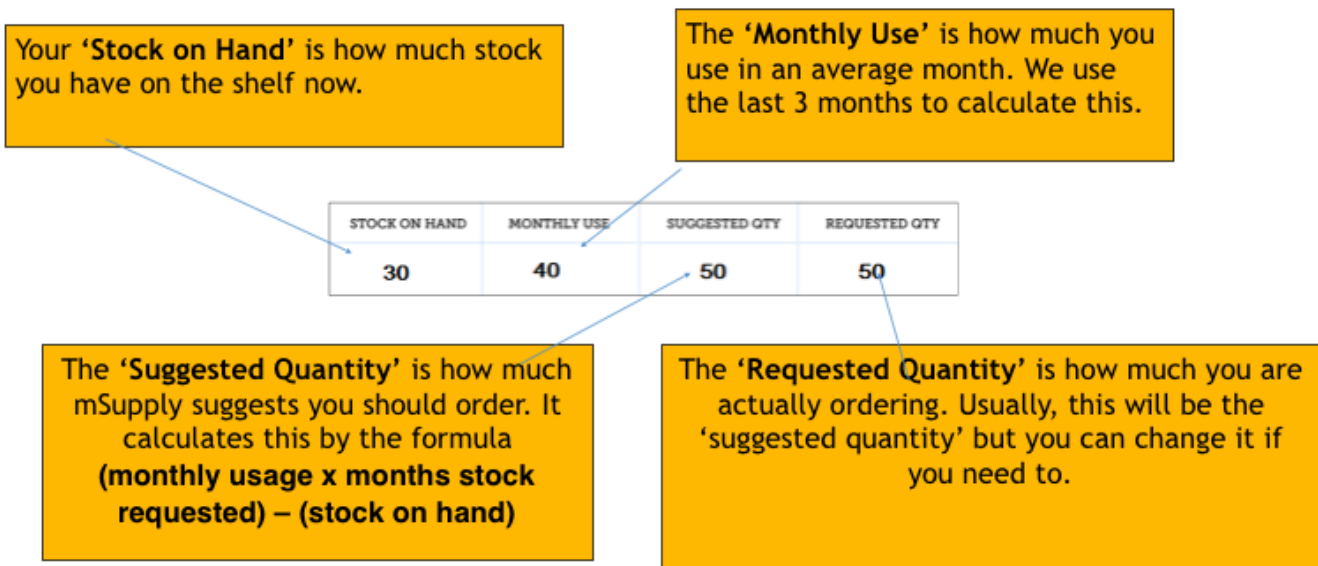 Your ‘Stock on Hand’ is how much stock
you have on the shelf now.
The ‘Monthly Use’ is how much you
use in an average month. We use
the last 3 months to calculate this.
STOCK ON HAND MONTHLY USE SUGGESTED QTY REQUESTED QTY
30 40 50 50
The ‘Suggested Quantity’ is how much
mSupply suggests you should order. It
calculates this by the formula
(monthly usage x months stock
requested) – (stock on hand)
The ‘Requested Quantity’ is how much you are
actually ordering. Usually, this will be the
‘suggested quantity’ but you can change it if
you need to.